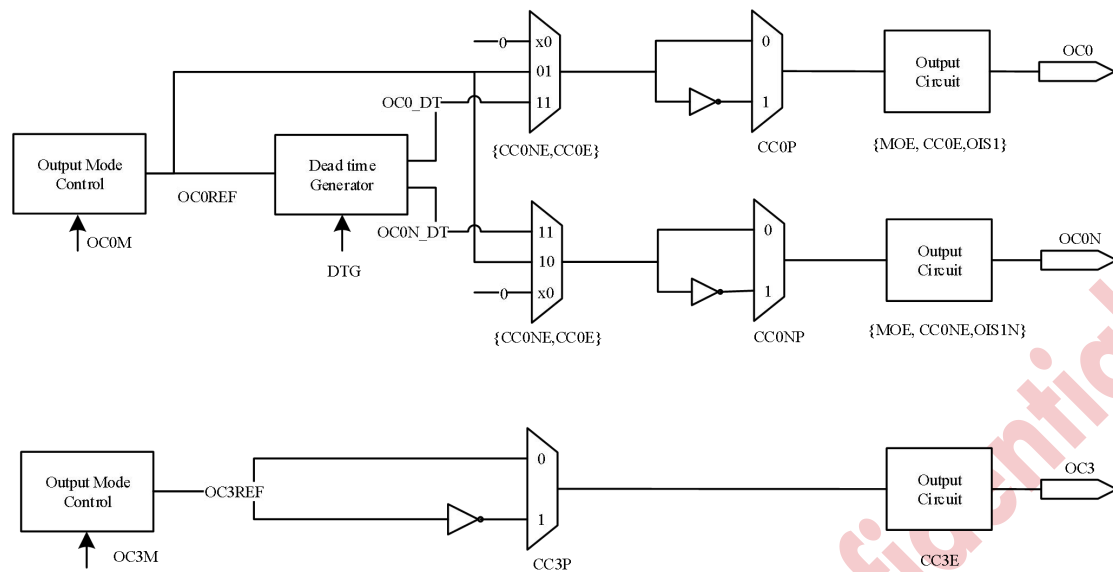 0
x0
01
11
OC0_DT
{CC0NE,CC0E}
0
1
CC0P
Output
Circuit
{MOE, CC0E,OIS1}
OC0
Output Mode
Control
OC0M
OC0REF
Dead time
Generator
DTG
OC0N_DT
11
10
0
x0
{CC0NE,CC0E}
0
1
CC0NP
Output
Circuit
{MOE, CC0NE,OIS1N}
OC0N
Output Mode
Control
OC3M
OC3REF
0
1
CC3P
Output
Circuit
CC3E
OC3
fidential